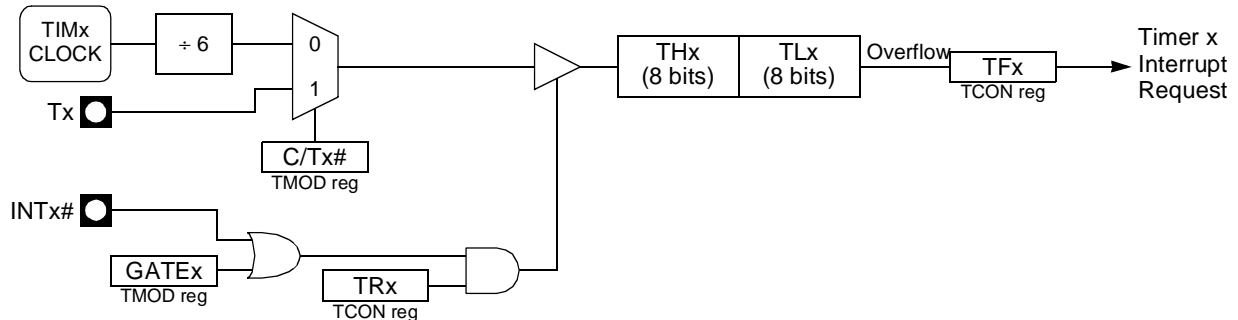 TIMx
CLOCK
÷ 6
0
1
Tx
C/Tx#
TMOD reg
THx
(8 bits)
TLx
(8 bits)
Overflow
TFx
TCON reg
Timer x
Interrupt
Request
INTx#
GATEx
TMOD reg
TRx
TCON reg